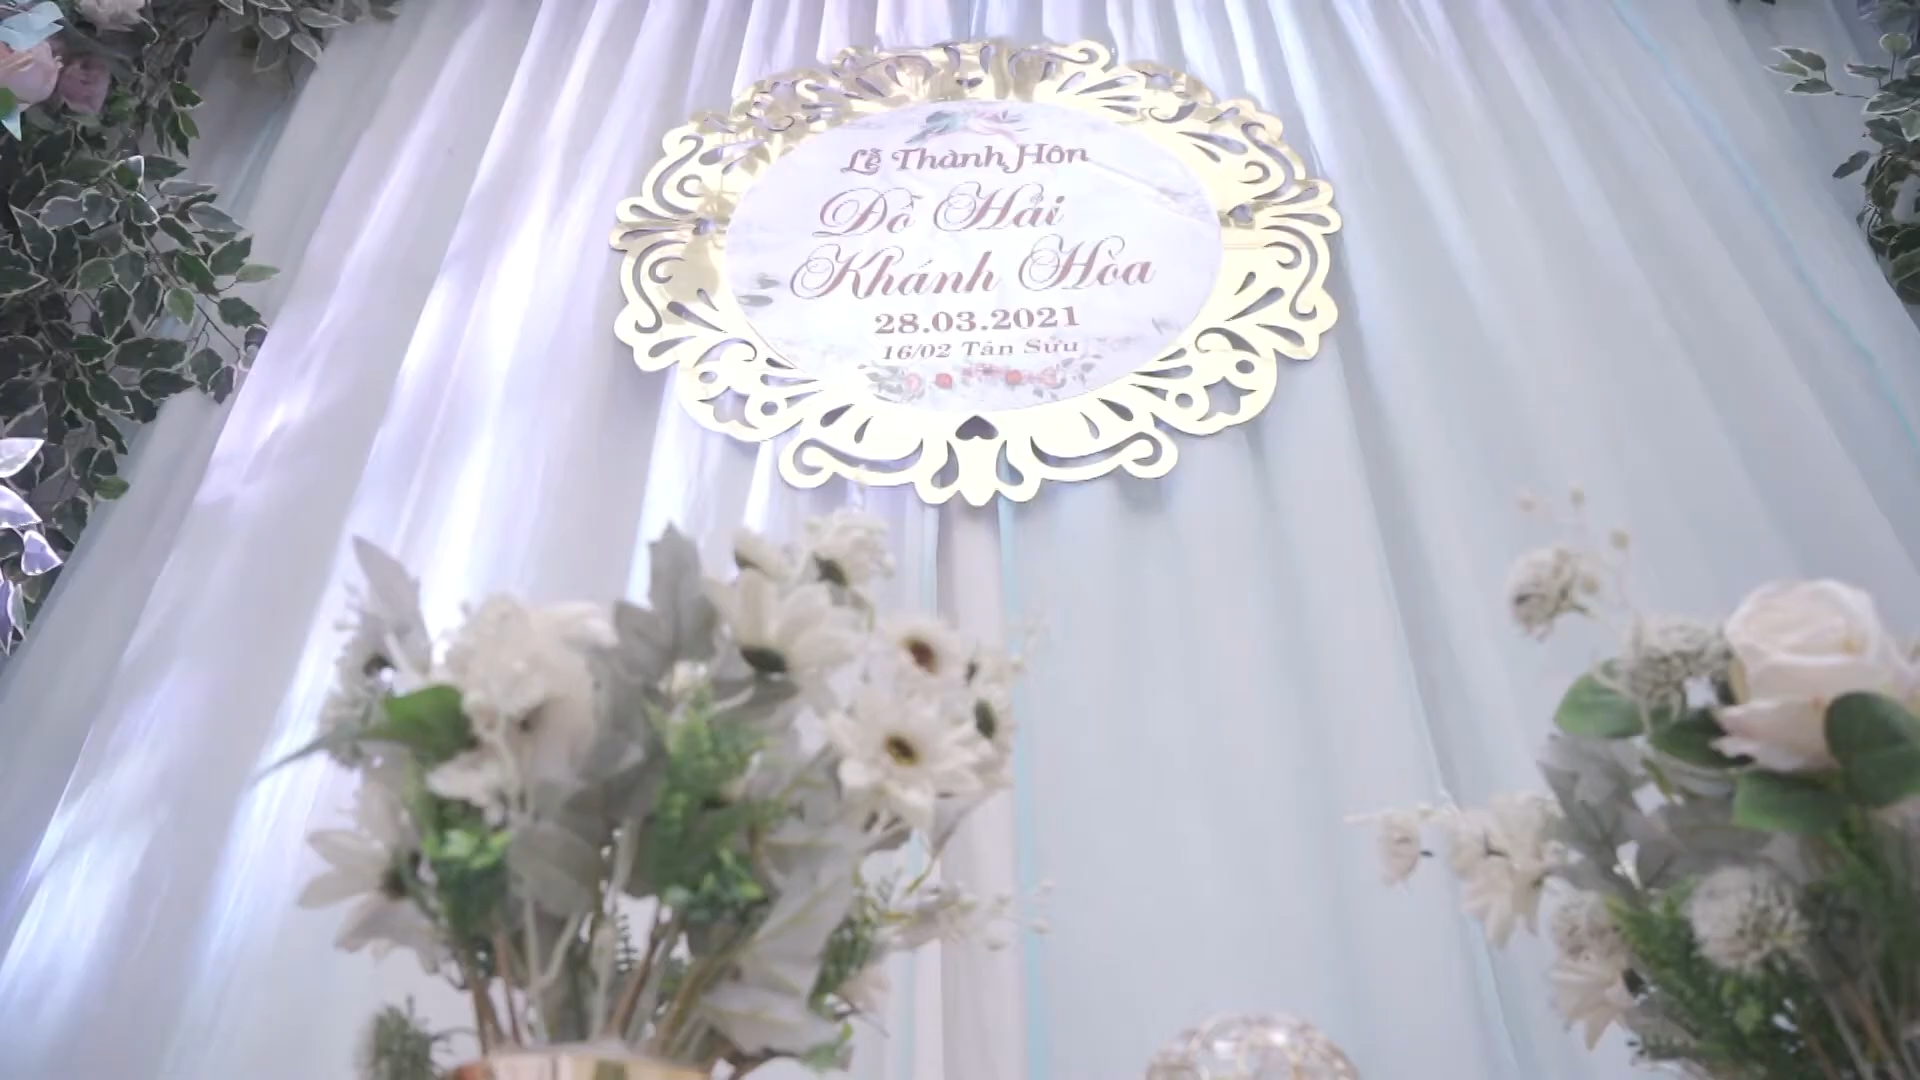 Lễ Thành Hôn
Đỗ Hải
Khánh Hòa
28.03.2021
16/02 Tân Sửu